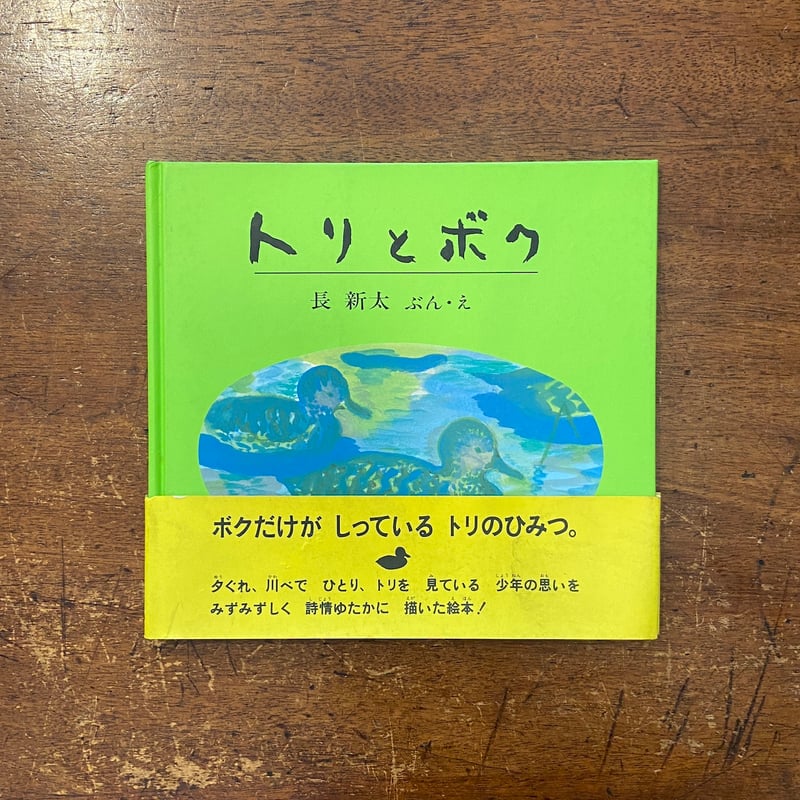 トリとボク
長 新太 ぶん・え
ボクだけが しっている トリのひみつ。
夕ぐれ、川べで ひとり、トリを 見ている 少年の思いを
みずみずしく 詩情ゆたかに 描いた絵本!